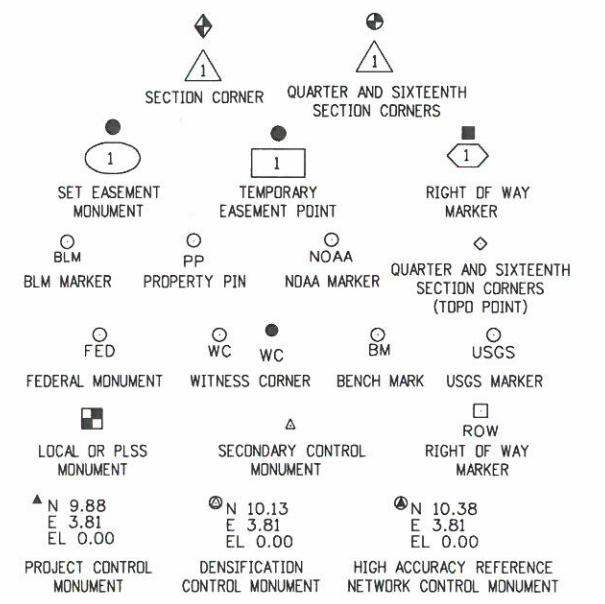 1 1
SECTION CORNER QUARTER AND SIXTEENTH
SECTION CORNERS
1 1 1
SET EASEMENT TEMPORARY RIGHT OF WAY
MONUMENT EASEMENT POINT MARKER
BLM PP NOAA
BLM MARKER PROPERTY PIN NOAA MARKER QUARTER AND SIXTEENTH
SECTION CORNERS
(TOPO POINT)
FED WC WC BM USGS
FEDERAL MONUMENT WITNESS CORNER BENCH MARK USGS MARKER
ROW
LOCAL OR PLSS SECONDARY CONTROL RIGHT OF WAY
MONUMENT MONUMENT MARKER
N 9.88 N 10.13 N 10.38
E 3.81 E 3.81 E 3.81
EL 0.00 EL 0.00 EL 0.00
PROJECT CONTROL DENSIFICATION HIGH ACCURACY REFERENCE
MONUMENT CONTROL MONUMENT NETWORK CONTROL MONUMENT